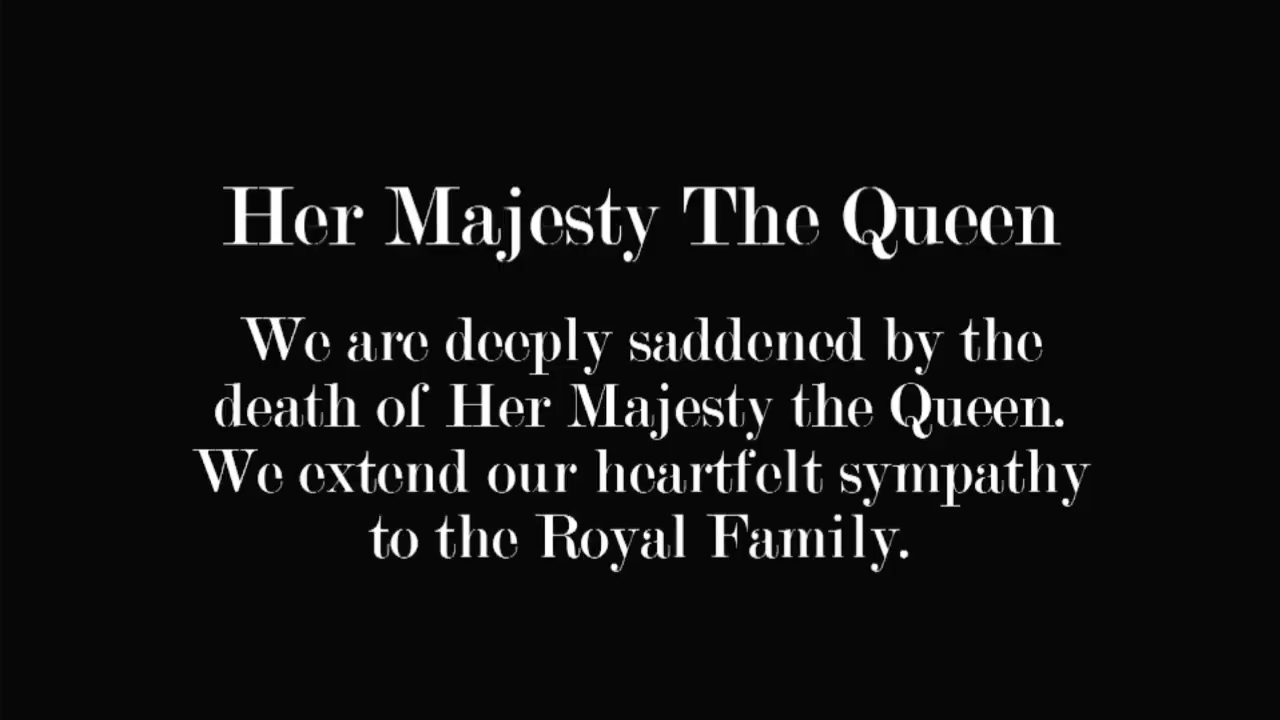 Her Majesty The Queen
We are deeply saddened by the
death of Her Majesty the Queen.
We extend our heartfelt sympathy
to the Royal Family.